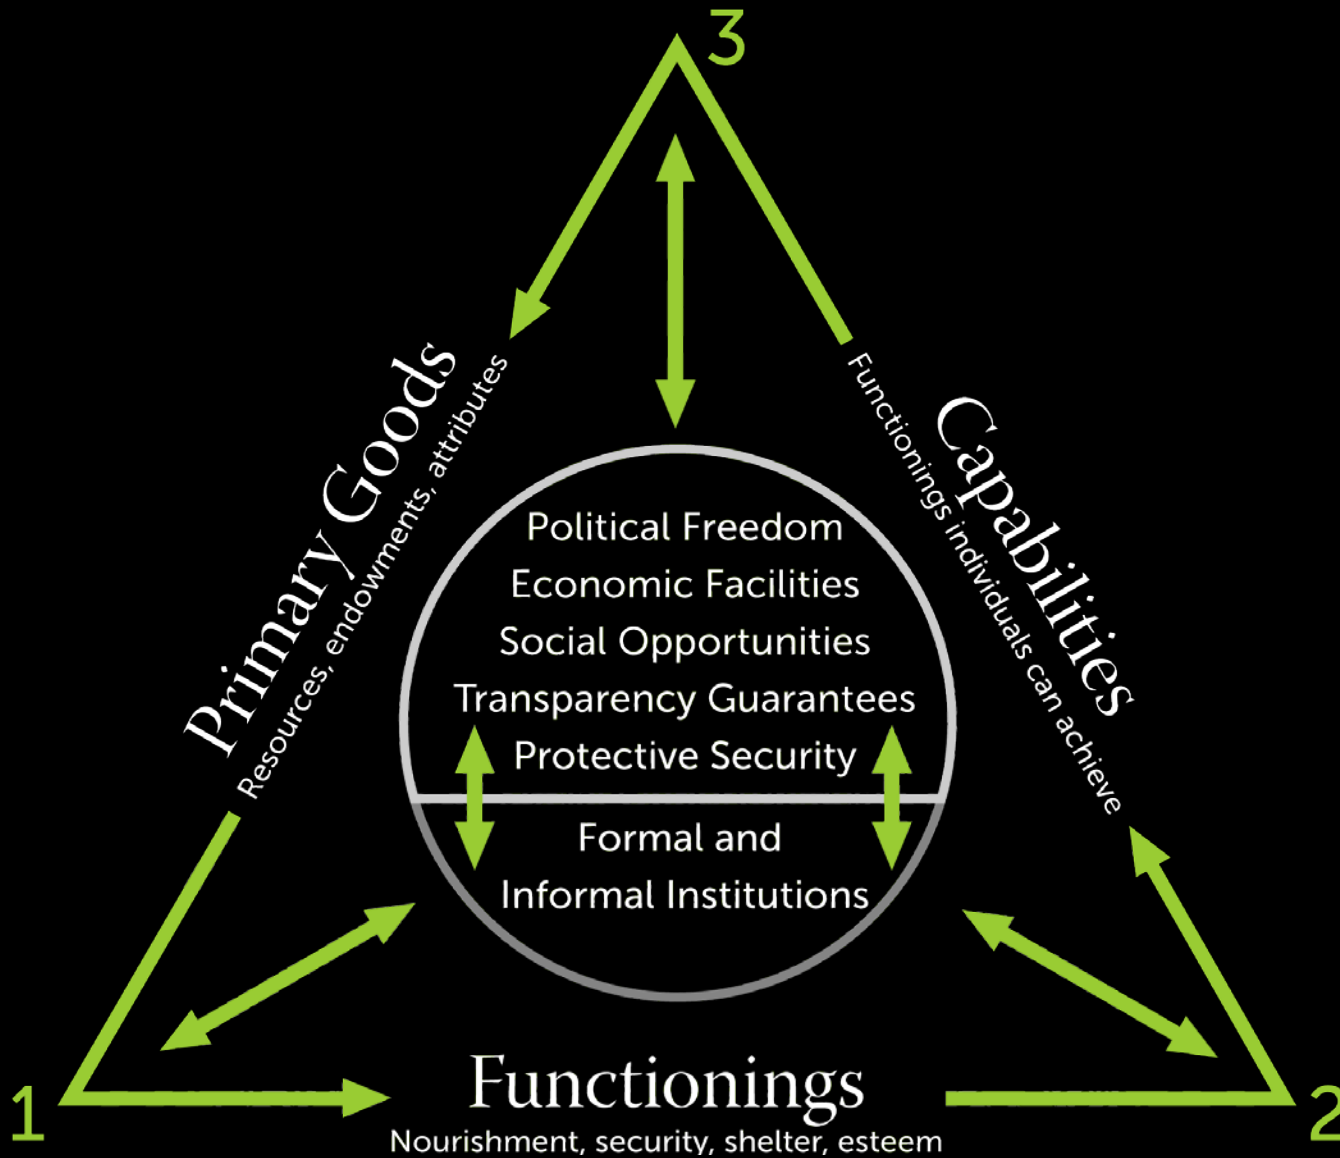 3
Primary Goods
Resources, endowments, attributes
Capabilities
Functionings individuals can achieve
Political Freedom
Economic Facilities
Social Opportunities
Transparency Guarantees
Protective Security
Formal and
Informal Institutions
1
Functionings
Nourishment, security, shelter, esteem
2